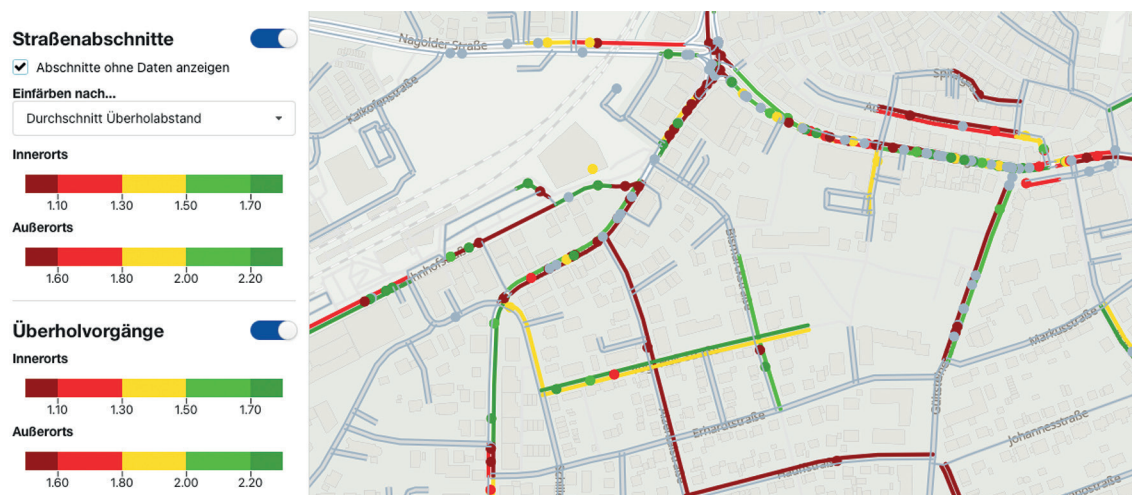 Straßenabschnitte
Abschnitte ohne Daten anzeigen
Einfärben nach...
Durchschnitt Überholabstand
Innerorts
1.10 1.30 1.50 1.70
Außerorts
1.60 1.80 2.00 2.20
Überholvorgänge
Innerorts
1.10 1.30 1.50 1.70
Außerorts
1.60 1.80 2.00 2.20
Nagolder Straße
Kalkofenstraße
Bismarckstraße
Markusstraße
Erhardtstraße
Johannesstraße